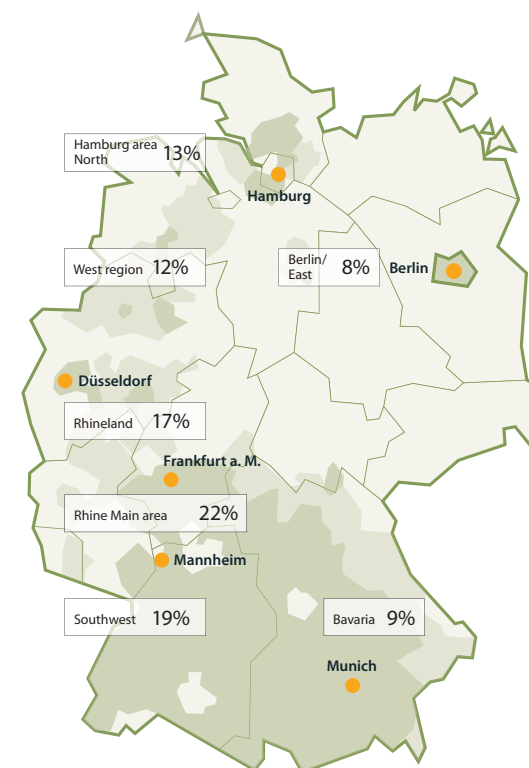 Hamburg area
North 13%
Hamburg
West region 12%
Berlin/
East 8%
Berlin
Düsseldorf
Rhineland 17%
Frankfurt a. M.
Rhine Main area 22%
Mannheim
Southwest 19%
Bavaria 9%
Munich